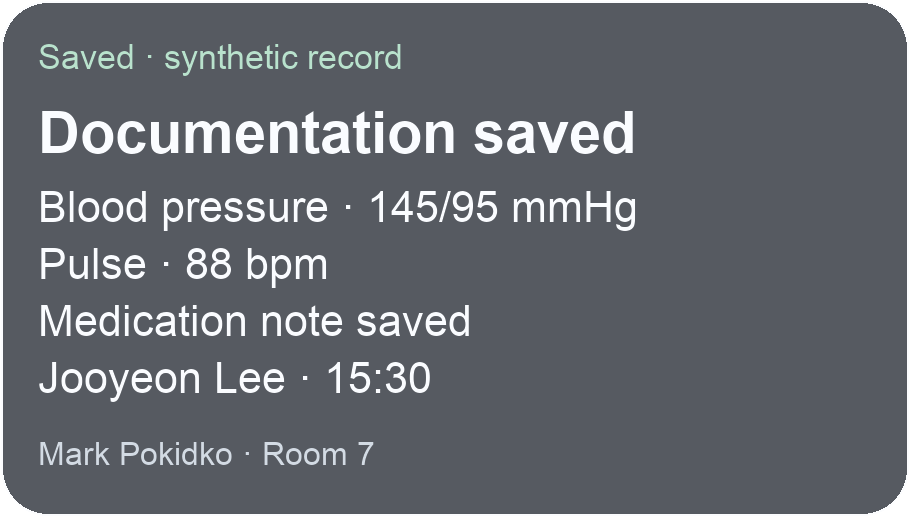 Saved · synthetic record
Documentation saved
Blood pressure · 145/95 mmHg
Pulse · 88 bpm
Medication note saved
Jooyeon Lee · 15:30
Mark Pokidko · Room 7